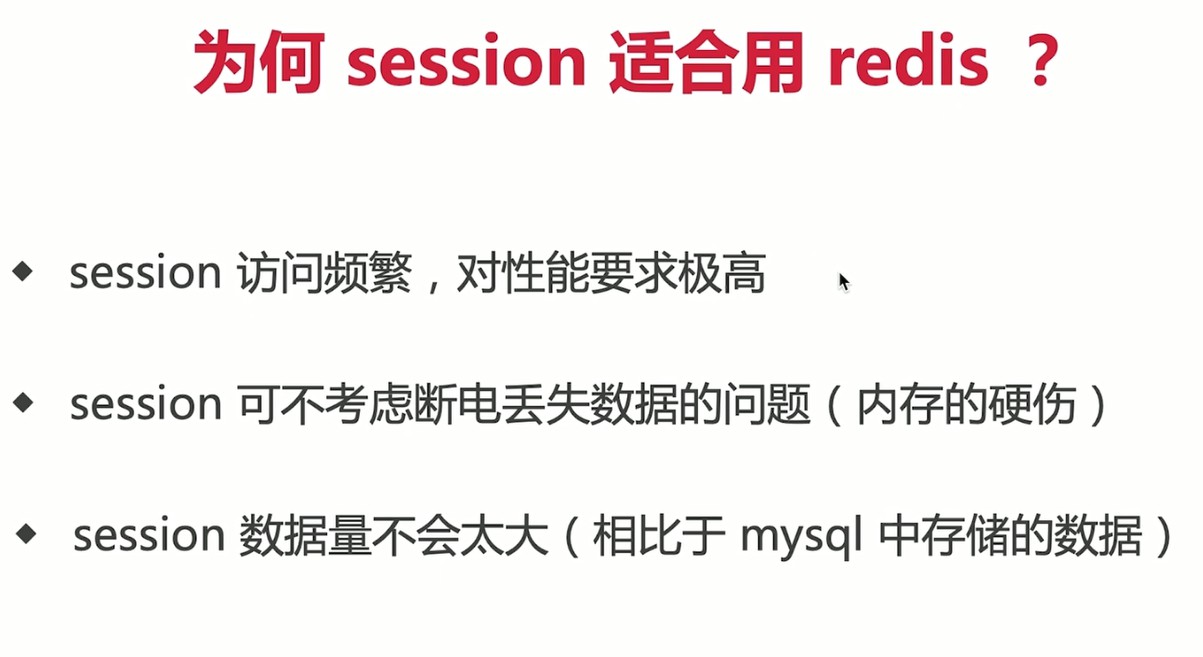 为何 session 适合用 redis ？
◆ session 访问频繁，对性能要求极高
◆ session 可不考虑断电丢失数据的问题（内存的硬伤）
◆ session 数据量不会太大（相比于 mysql 中存储的数据）